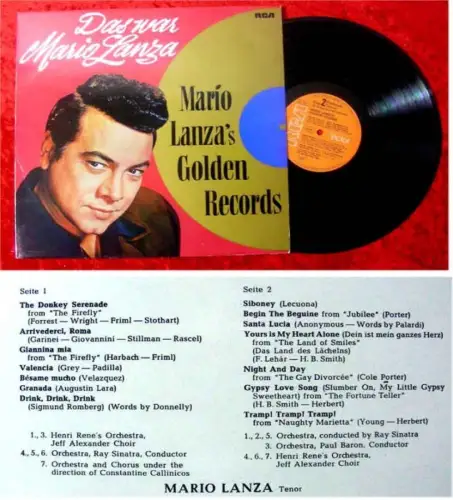 Das war
Mario Lanza
RCA
Mario
Lanza's
Golden
Records
Seite 1
The Donkey Serenade
from "The Firefly"
(Forrest — Wright — Friml — Stothart)
Arrivederci, Roma
(Garinei — Giovannini — Stillman — Rascel)
Giannina mia
from "The Firefly" (Harbach — Friml)
Valencia (Grey — Padilla)
Bésame mucho (Velazquez)
Granada (Augustin Lara)
Drink, Drink, Drink
(Sigmund Romberg) (Words by Donnelly)
1., 3. Henri Rene's Orchestra,
Jeff Alexander Choir
4., 5., 6. Orchestra, Ray Sinatra, Conductor
7. Orchestra and Chorus under the
direction of Constantine Callinicos
Seite 2
Siboney (Lecuona)
Begin The Beguine from "Jubilee" (Porter)
Santa Lucia (Anonymous — Words by Palardi)
Yours is My Heart Alone (Dein ist mein ganzes Herz)
from "The Land of Smiles"
(Das Land des Lächelns)
(F. Lehár — H. B. Smith)
Night And Day
from "The Gay Divorcée" (Cole Porter)
Gypsy Love Song (Slumber On, My Little Gypsy
Sweetheart) from "The Fortune Teller"
(H. B. Smith — Herbert)
Tramp! Tramp! Tramp!
from "Naughty Marietta" (Young — Herbert)
1., 2., 5. Orchestra, conducted by Ray Sinatra
3. Orchestra, Paul Baron, Conductor
4., 6., 7. Henri Rene's Orchestra,
Jeff Alexander Choir
MARIO LANZA Tenor